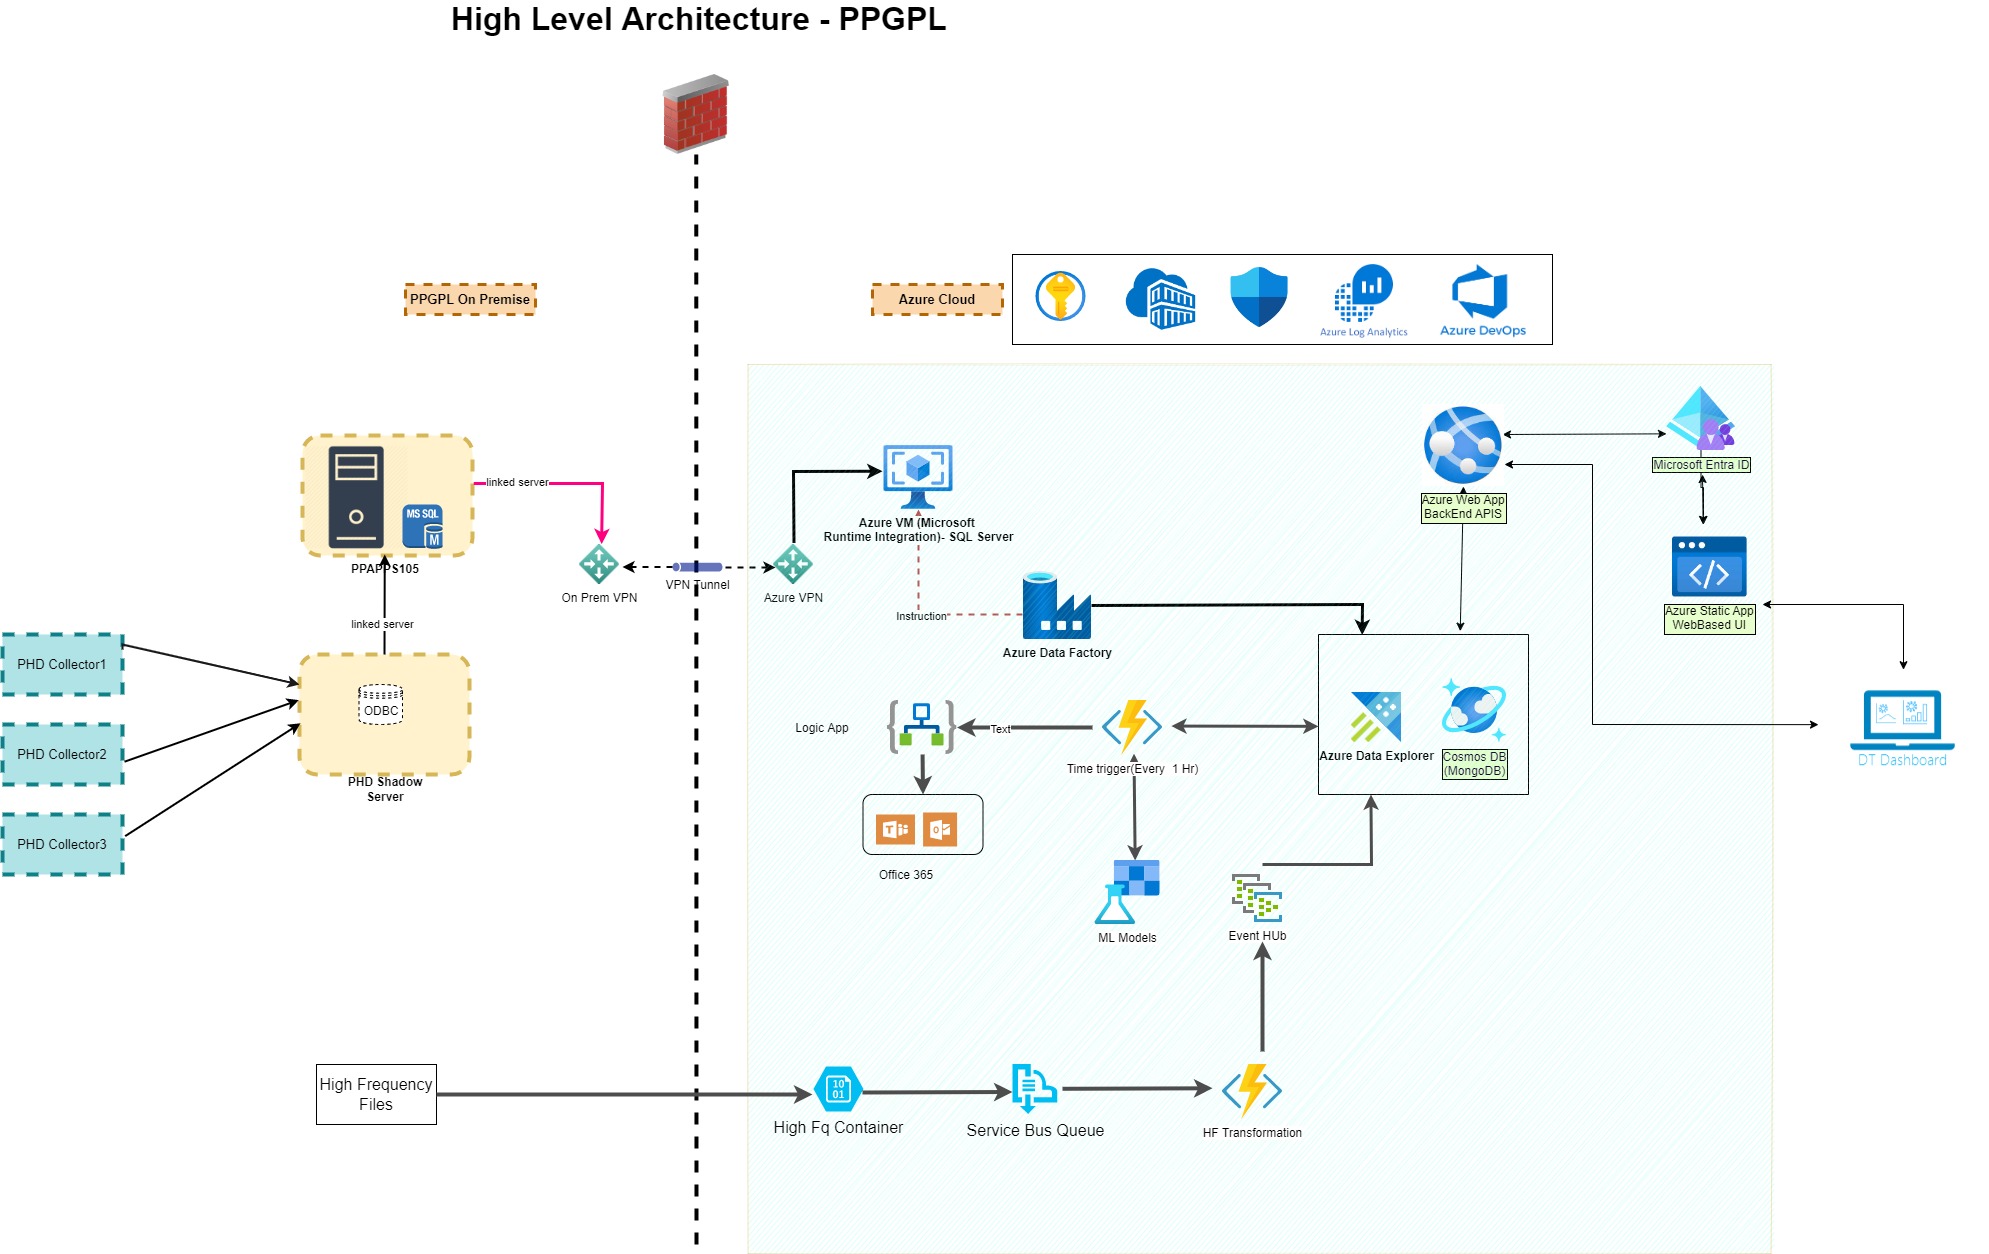 High Level Architecture - PPGPL
PPGPL On Premise
Azure Cloud
Azure Log Analytics
Azure DevOps
MS SQL
M
PPAPPS105
linked server
linked server
On Prem VPN
VPN Tunnel
Azure VPN
PHD Collector1
PHD Collector2
PHD Collector3
ODBC
PHD Shadow
Server
Azure VM (Microsoft
Runtime Integration)- SQL Server
Instruction
Azure Data Factory
Azure Web App
BackEnd APIS
Microsoft Entra ID
Azure Static App
WebBased UI
DT Dashboard
Logic App
Text
Time trigger(Every 1 Hr)
Azure Data Explorer
Cosmos DB
(MongoDB)
Office 365
ML Models
Event HUb
High Frequency
Files
10
01
High Fq Container
Service Bus Queue
HF Transformation